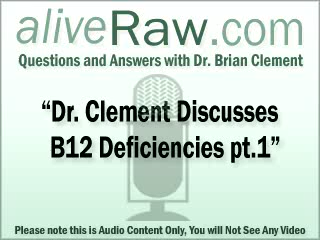 aliveRaw.com
Questions and Answers with Dr. Brian Clement
“Dr. Clement Discusses
B12 Deficiencies pt.1”
Please note this is Audio Content Only, You will Not See Any Video